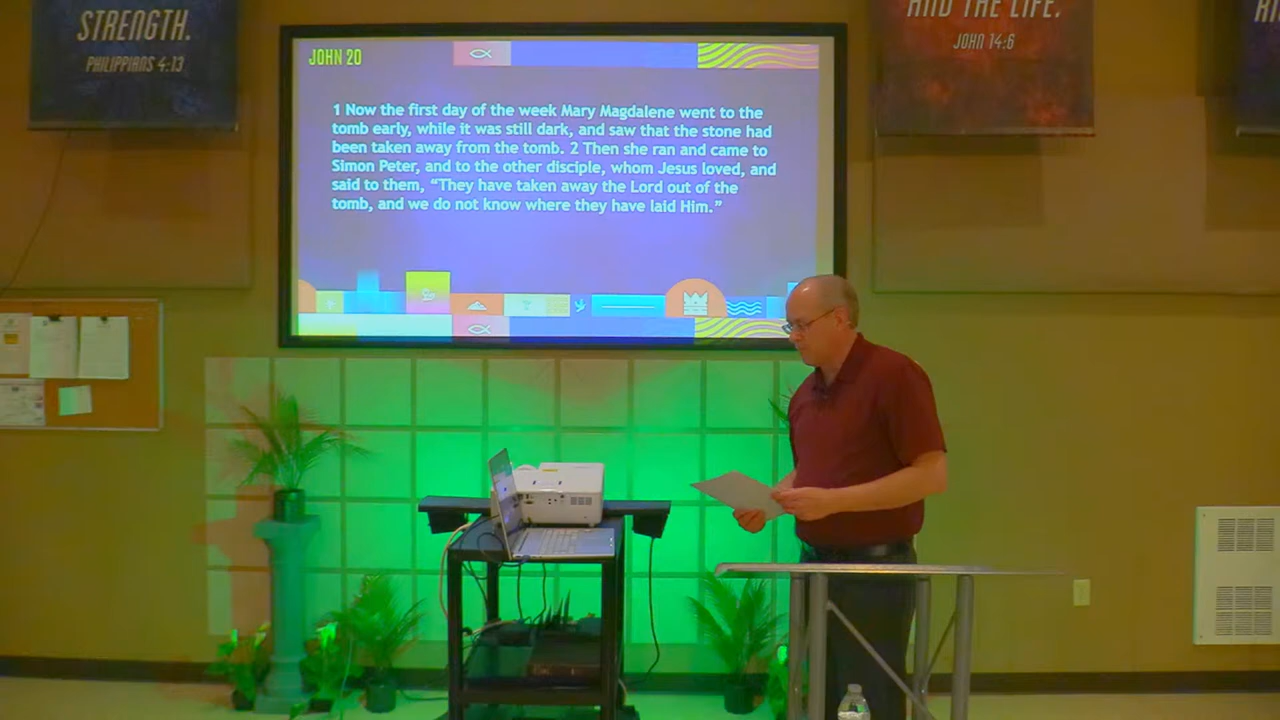 STRENGTH.
PHILIPPIANS 4:13
AND THE LIFE.
JOHN 14:6
JOHN 20
1 Now the first day of the week Mary Magdalene went to the
tomb early, while it was still dark, and saw that the stone had
been taken away from the tomb. 2 Then she ran and came to
Simon Peter, and to the other disciple, whom Jesus loved, and
said to them, “They have taken away the Lord out of the
tomb, and we do not know where they have laid Him.”